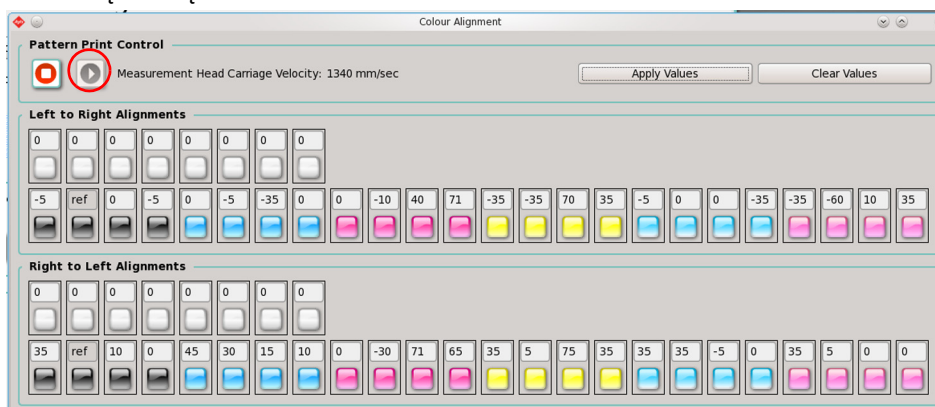 Colour Alignment
Pattern Print Control
Measurement Head Carriage Velocity: 1340 mm/sec
Apply Values
Clear Values
Left to Right Alignments
0 0 0 0 0 0 0 0
-5 ref 0 -5 0 -5 -35 0 0 -10 40 71 -35 -35 70 35 -5 0 0 -35 -35 -60 10 35
Right to Left Alignments
0 0 0 0 0 0 0 0
35 ref 10 0 45 30 15 10 0 -30 71 65 35 5 75 35 35 35 -5 0 35 5 0 0